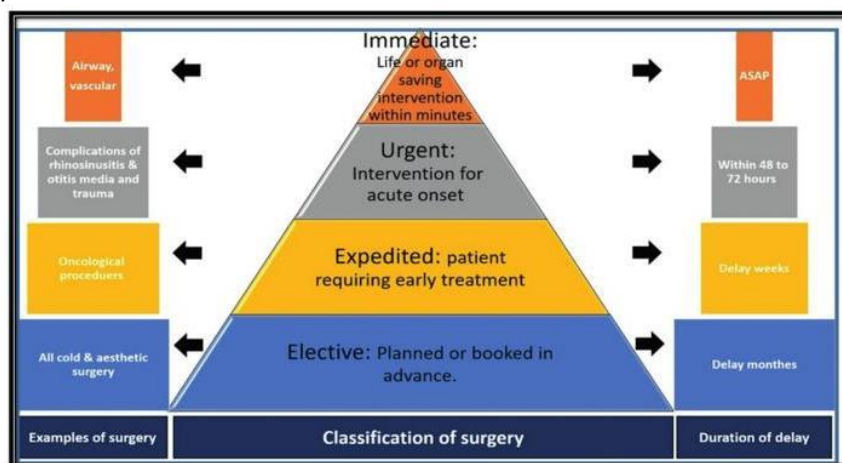 Immediate:
Life or organ
saving
intervention
within minutes
Airway,
vascular
ASAP
Urgent:
Intervention for
acute onset
Complications of
rhinosinusitis &
otitis media and
trauma
Within 48 to
72 hours
Expedited: patient
requiring early treatment
Oncological
proceduers
Delay weeks
Elective: Planned or booked in
advance.
All cold & aesthetic
surgery
Delay monthes
Examples of surgery
Classification of surgery
Duration of delay